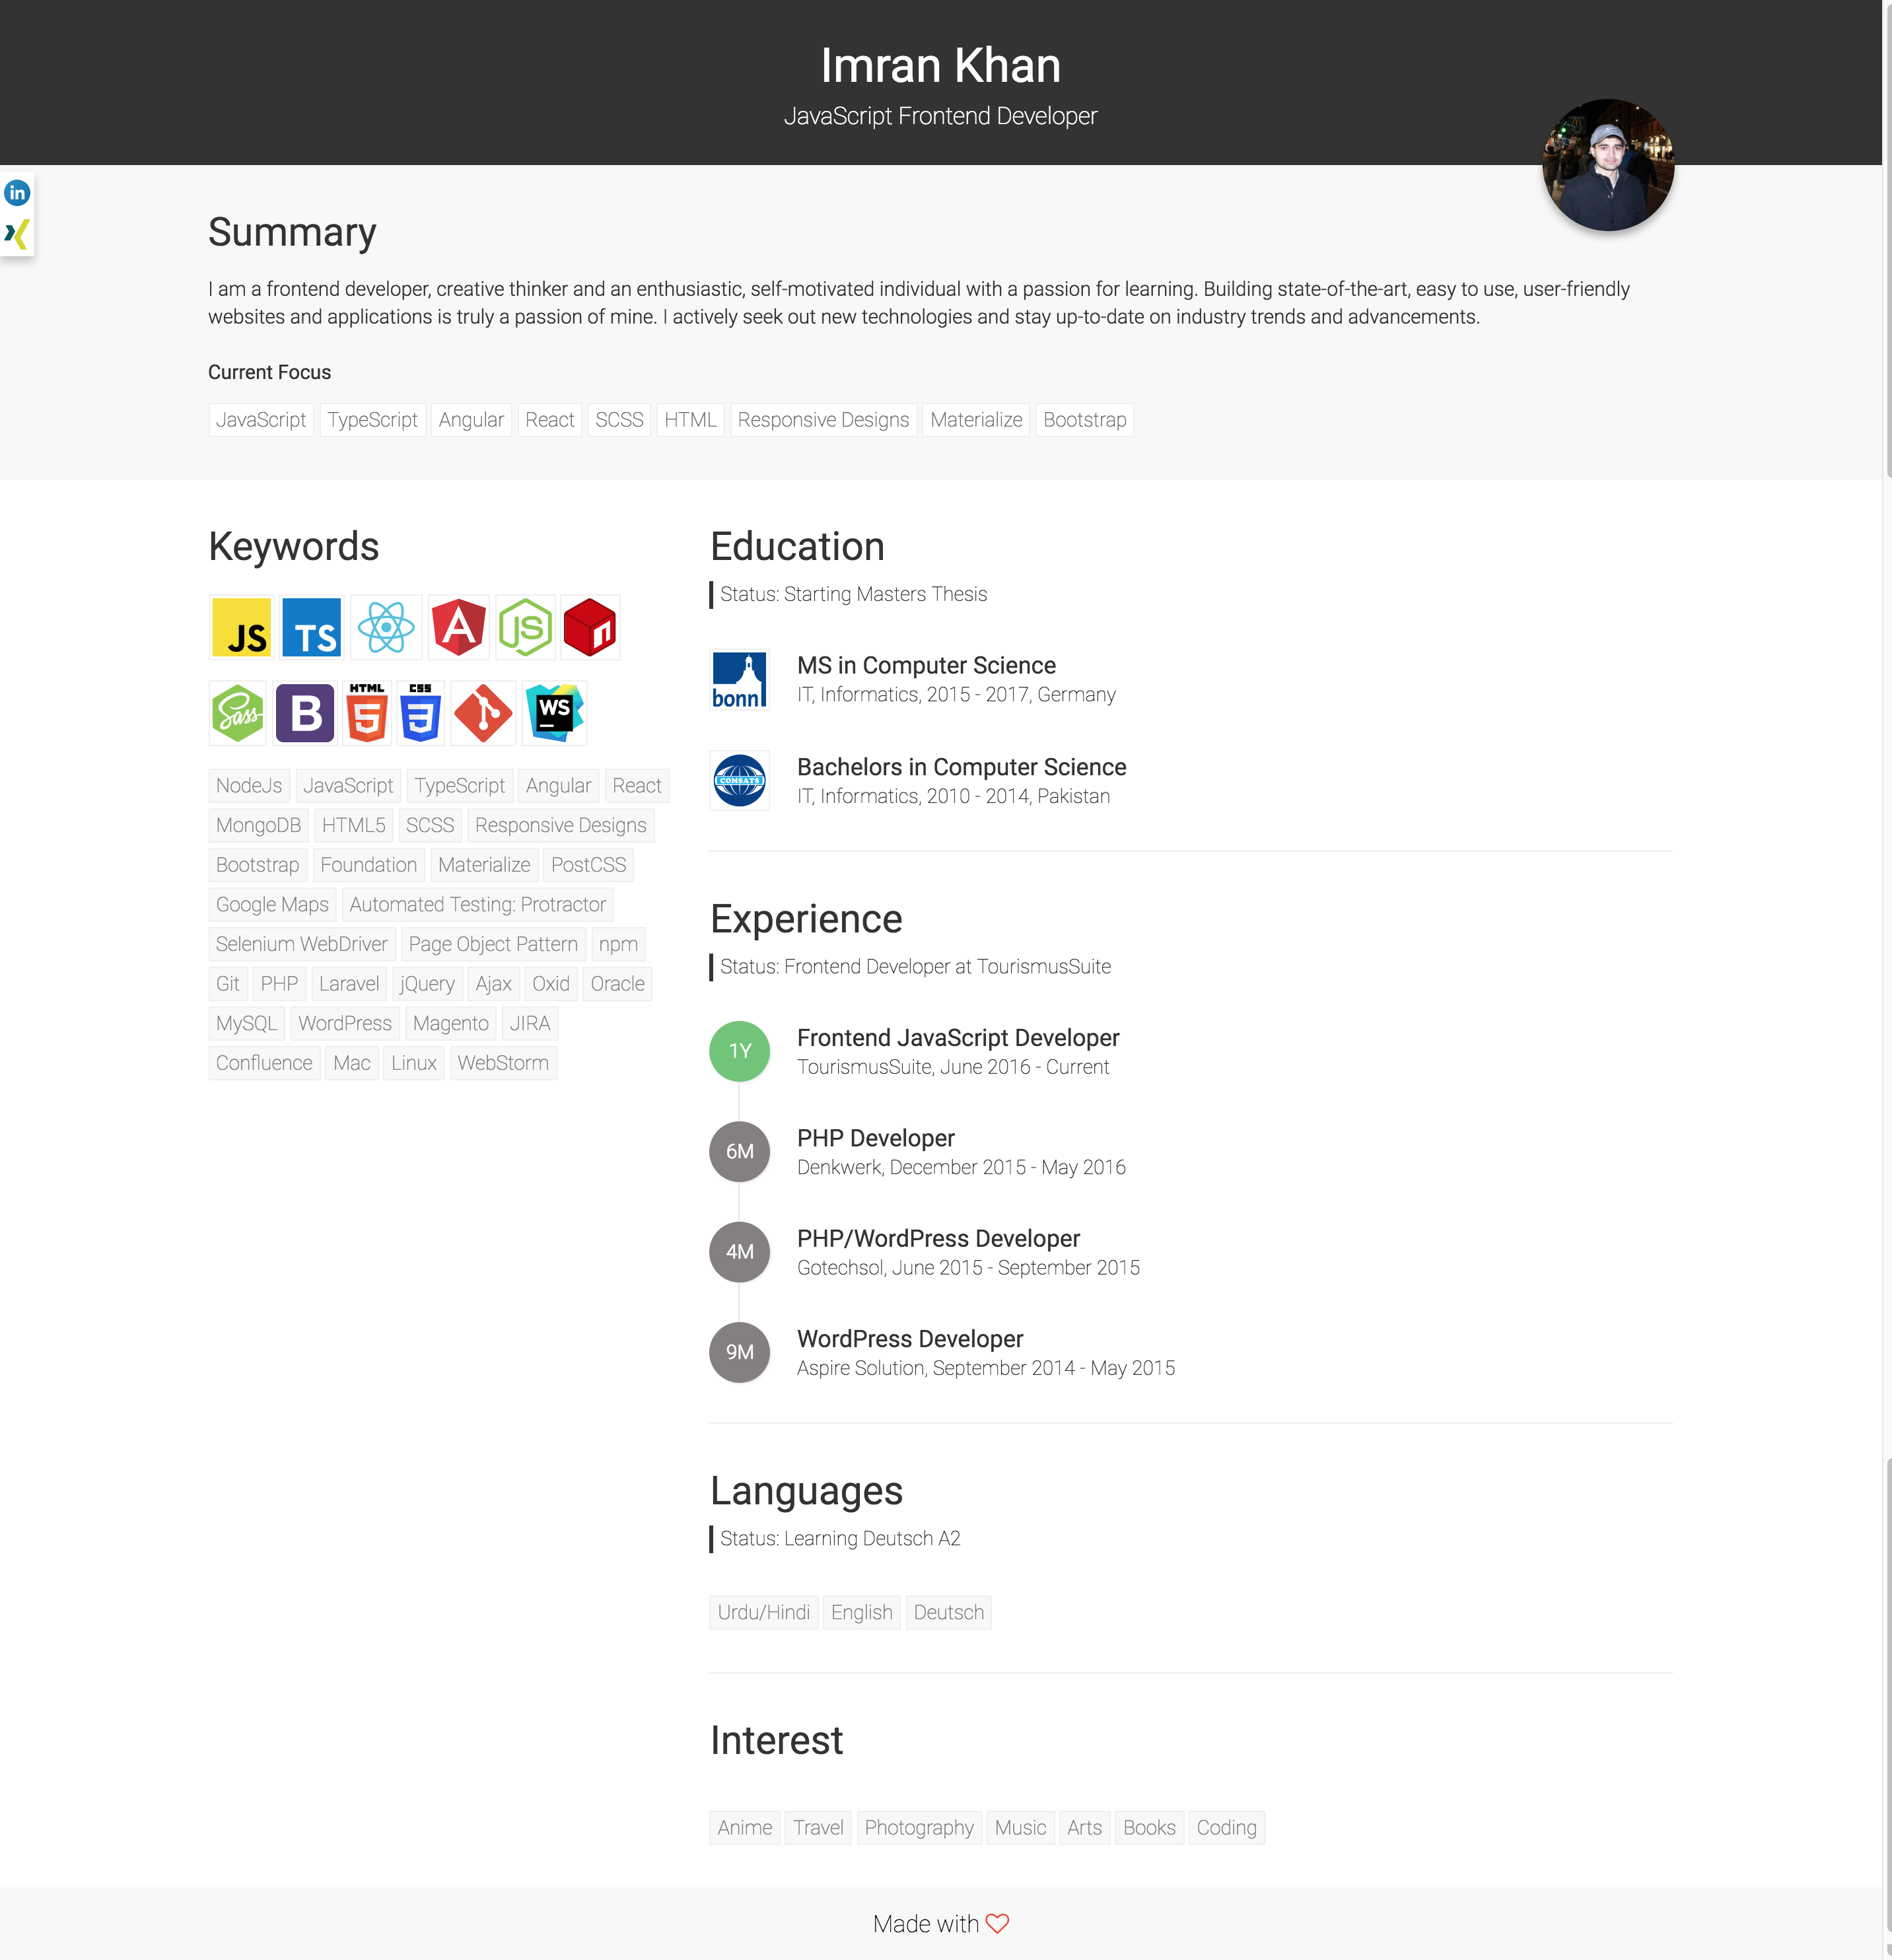 Imran Khan
JavaScript Frontend Developer
in
Summary
I am a frontend developer, creative thinker and an enthusiastic, self-motivated individual with a passion for learning. Building state-of-the-art, easy to use, user-friendly
websites and applications is truly a passion of mine. I actively seek out new technologies and stay up-to-date on industry trends and advancements.
Current Focus
JavaScript TypeScript Angular React SCSS HTML Responsive Designs Materialize Bootstrap
Keywords
JS TS A JS n
Sass B HTML 5 CSS 3 WS
NodeJs JavaScript TypeScript Angular React
MongoDB HTML5 SCSS Responsive Designs
Bootstrap Foundation Materialize PostCSS
Google Maps Automated Testing: Protractor
Selenium WebDriver Page Object Pattern npm
Git PHP Laravel jQuery Ajax Oxid Oracle
MySQL WordPress Magento JIRA
Confluence Mac Linux WebStorm
Education
Status: Starting Masters Thesis
bonn
MS in Computer Science
IT, Informatics, 2015 - 2017, Germany
COMSATS
Bachelors in Computer Science
IT, Informatics, 2010 - 2014, Pakistan
Experience
Status: Frontend Developer at TourismusSuite
1Y
Frontend JavaScript Developer
TourismusSuite, June 2016 - Current
6M
PHP Developer
Denkwerk, December 2015 - May 2016
4M
PHP/WordPress Developer
Gotechsol, June 2015 - September 2015
9M
WordPress Developer
Aspire Solution, September 2014 - May 2015
Languages
Status: Learning Deutsch A2
Urdu/Hindi English Deutsch
Interest
Anime Travel Photography Music Arts Books Coding
Made with